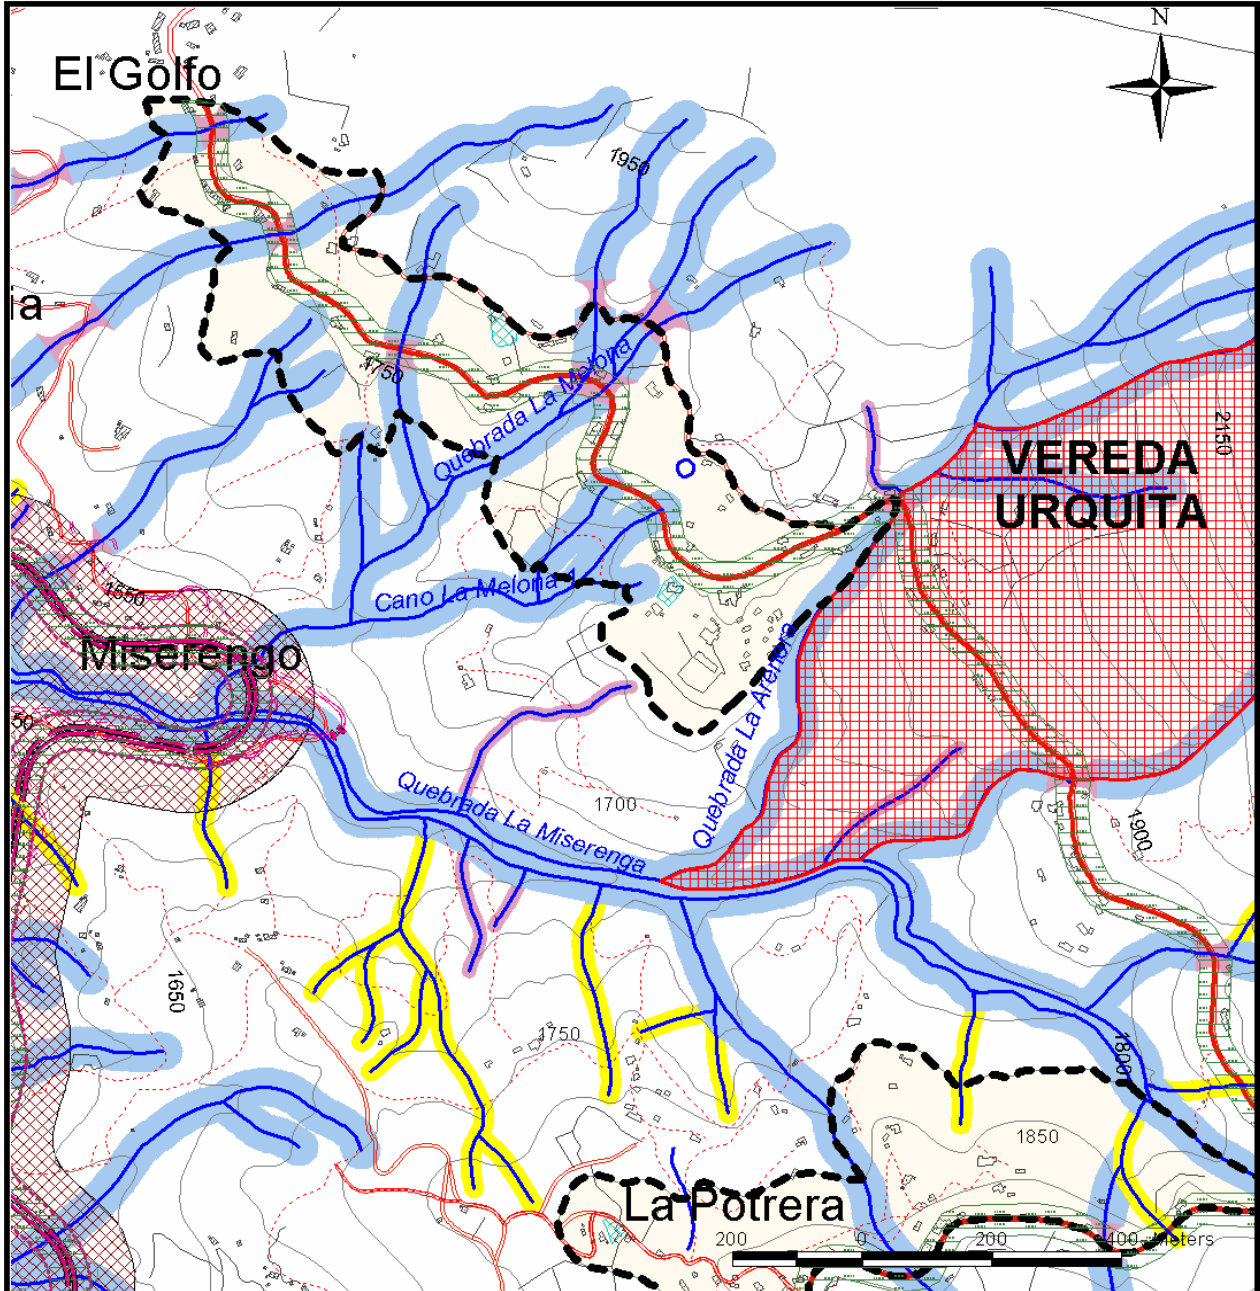 N
El Golfo
1950
ia
1750
Quebrada La Melona
2150
VEREDA
URQUITA
1550
Cano La Melona 1
Miserengo
50
Quebrada La Arenera
Quebrada La Miserenga
1700
1900
1650
1750
1800
1850
La Potrera
200 0 200 400 Meters